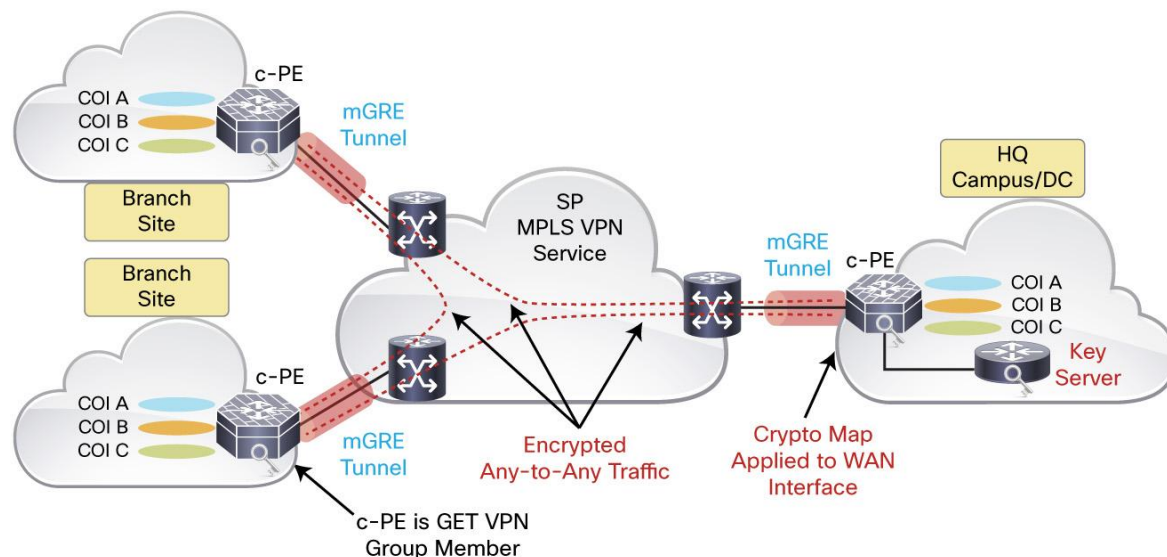 c-PE
COI A
COI B
COI C
mGRE
Tunnel
Branch
Site
Branch
Site
c-PE
COI A
COI B
COI C
mGRE
Tunnel
c-PE is GET VPN
Group Member
SP
MPLS VPN
Service
Encrypted
Any-to-Any Traffic
mGRE
Tunnel
HQ
Campus/DC
c-PE
COI A
COI B
COI C
Key
Server
Crypto Map
Applied to WAN
Interface